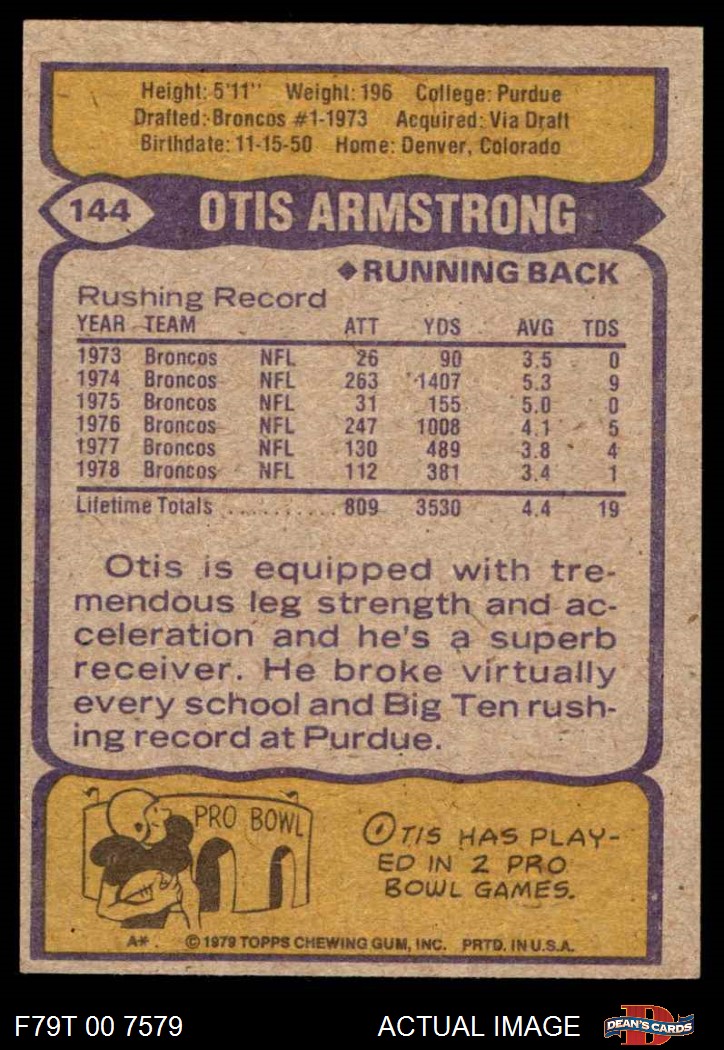 Height: 5'11" Weight: 196 College: Purdue
Drafted: Broncos #1-1973 Acquired: Via Draft
Birthdate: 11-15-50 Home: Denver, Colorado
144 OTIS ARMSTRONG
◆RUNNING BACK
Rushing Record
YEAR TEAM ATT YDS AVG TDS
1973 Broncos NFL 26 90 3.5 0
1974 Broncos NFL 263 1407 5.3 9
1975 Broncos NFL 31 155 5.0 0
1976 Broncos NFL 247 1008 4.1 5
1977 Broncos NFL 130 489 3.8 4
1978 Broncos NFL 112 381 3.4 1
Lifetime Totals ........... 809 3530 4.4 19
Otis is equipped with tre-
mendous leg strength and ac-
celeration and he's a superb
receiver. He broke virtually
every school and Big Ten rush-
ing record at Purdue.
PRO BOWL
OTIS HAS PLAY-
ED IN 2 PRO
BOWL GAMES.
A* ©1979 TOPPS CHEWING GUM, INC. PRTD. IN U.S.A.
F79T 00 7579 ACTUAL IMAGE D DEAN'S CARDS